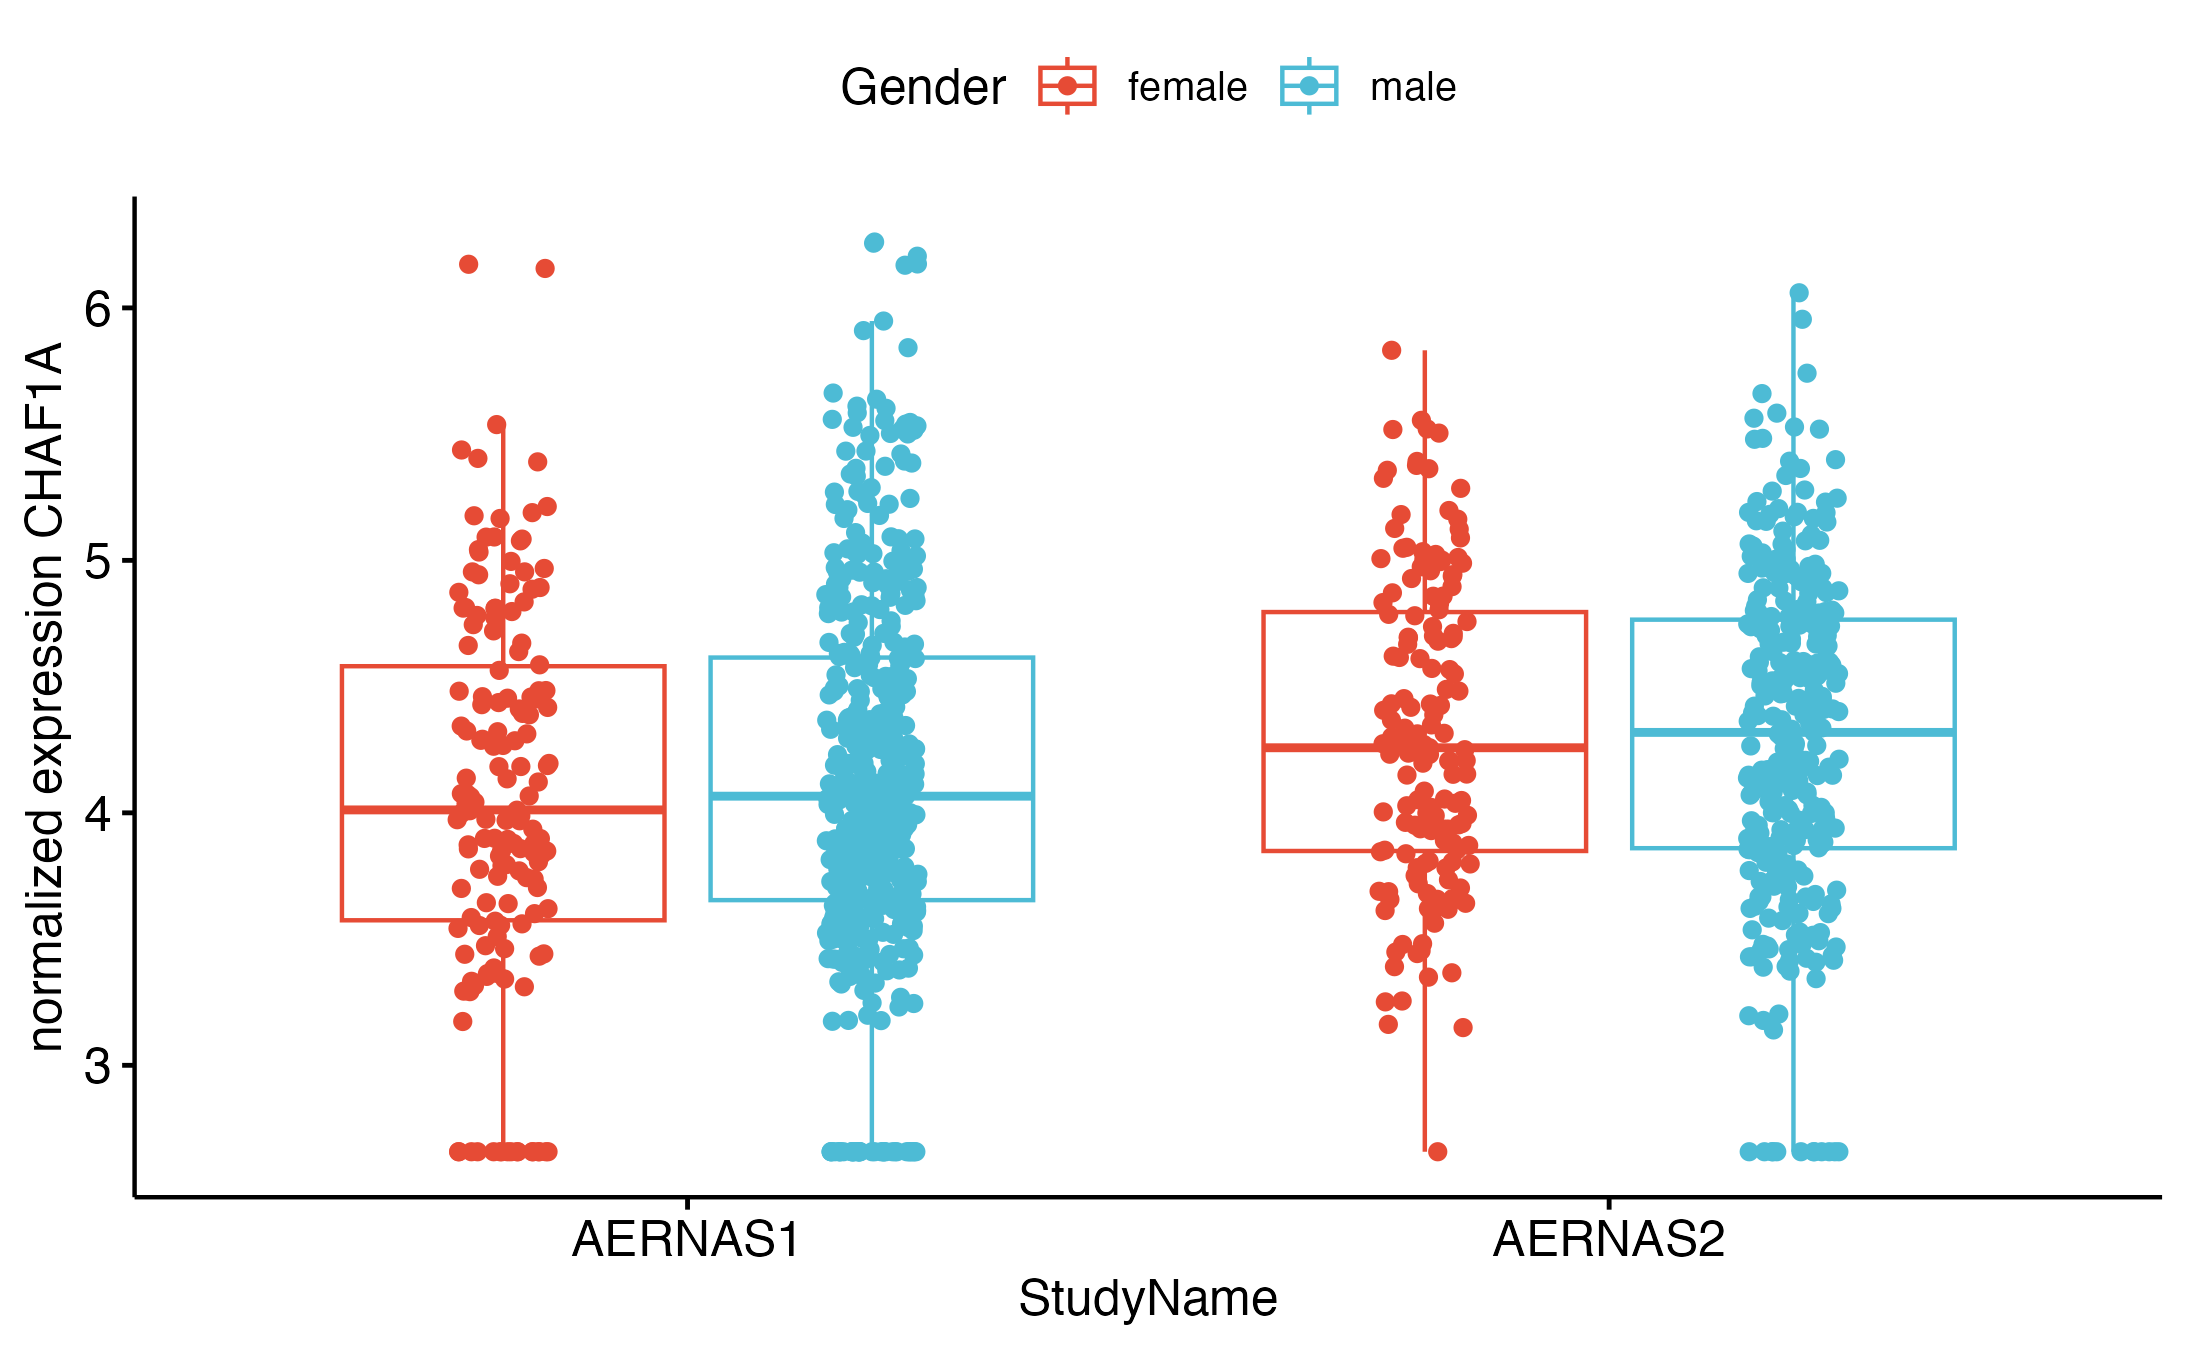 Gender female male
normalized expression CHAF1A
6
5
4
3
AERNAS1 AERNAS2
StudyName